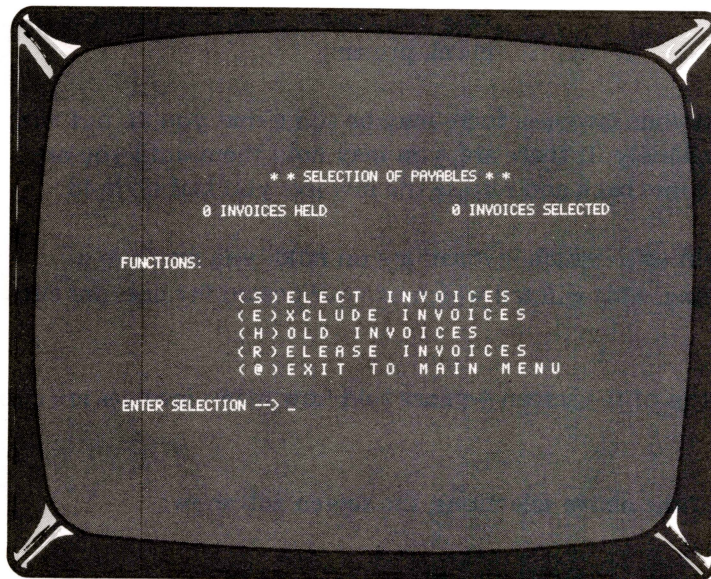 * * SELECTION OF PAYABLES * *
0 INVOICES HELD 0 INVOICES SELECTED
FUNCTIONS:
(S)ELECT INVOICES
(E)XCLUDE INVOICES
(H)OLD INVOICES
(R)ELEASE INVOICES
(@)EXIT TO MAIN MENU
ENTER SELECTION --> _